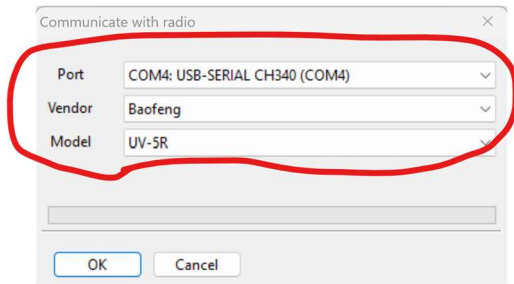 Communicate with radio
Port COM4: USB-SERIAL CH340 (COM4)
Vendor Baofeng
Model UV-5R
OK Cancel